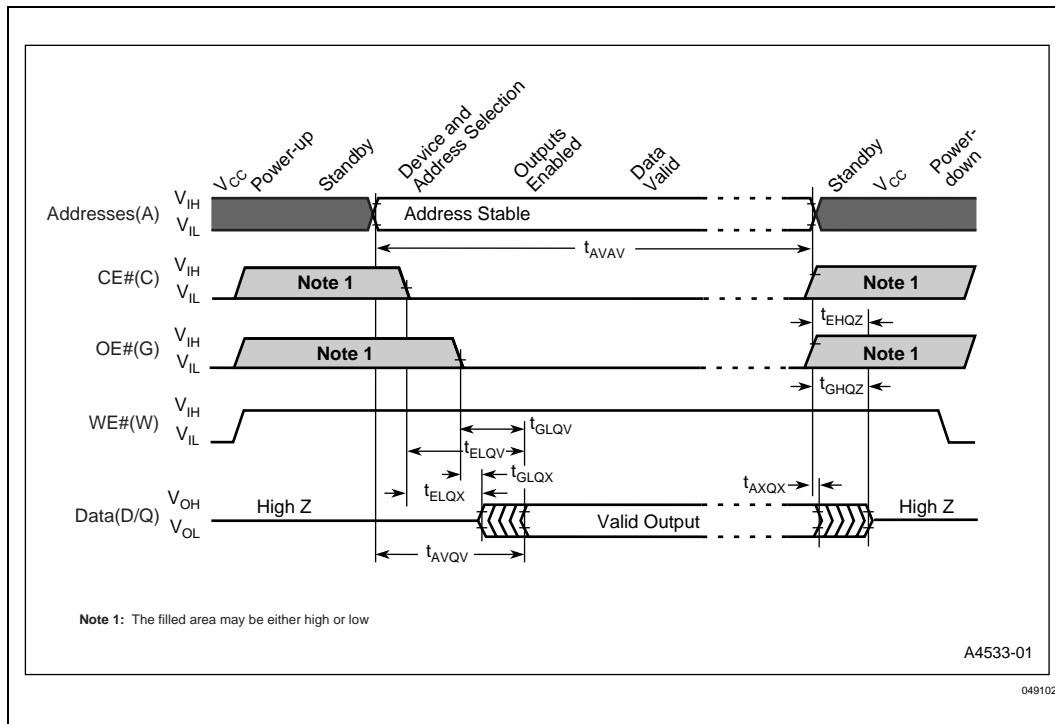 VCC Power-up
Standby
Device and
Address Selection
Outputs
Enabled
Data
Valid
Standby
VCC
Power-
down
Addresses(A)
VIH
VIL
Address Stable
tAVAV
CE#(C)
VIH
VIL
Note 1
Note 1
tEHQZ
OE#(G)
VIH
VIL
Note 1
Note 1
tGHQZ
WE#(W)
VIH
VIL
tGLQV
tELQV
tGLQX
tELQX
tAXQX
Data(D/Q)
VOH
VOL
High Z
Valid Output
High Z
tAVQV
Note 1: The filled area may be either high or low
A4533-01
049102